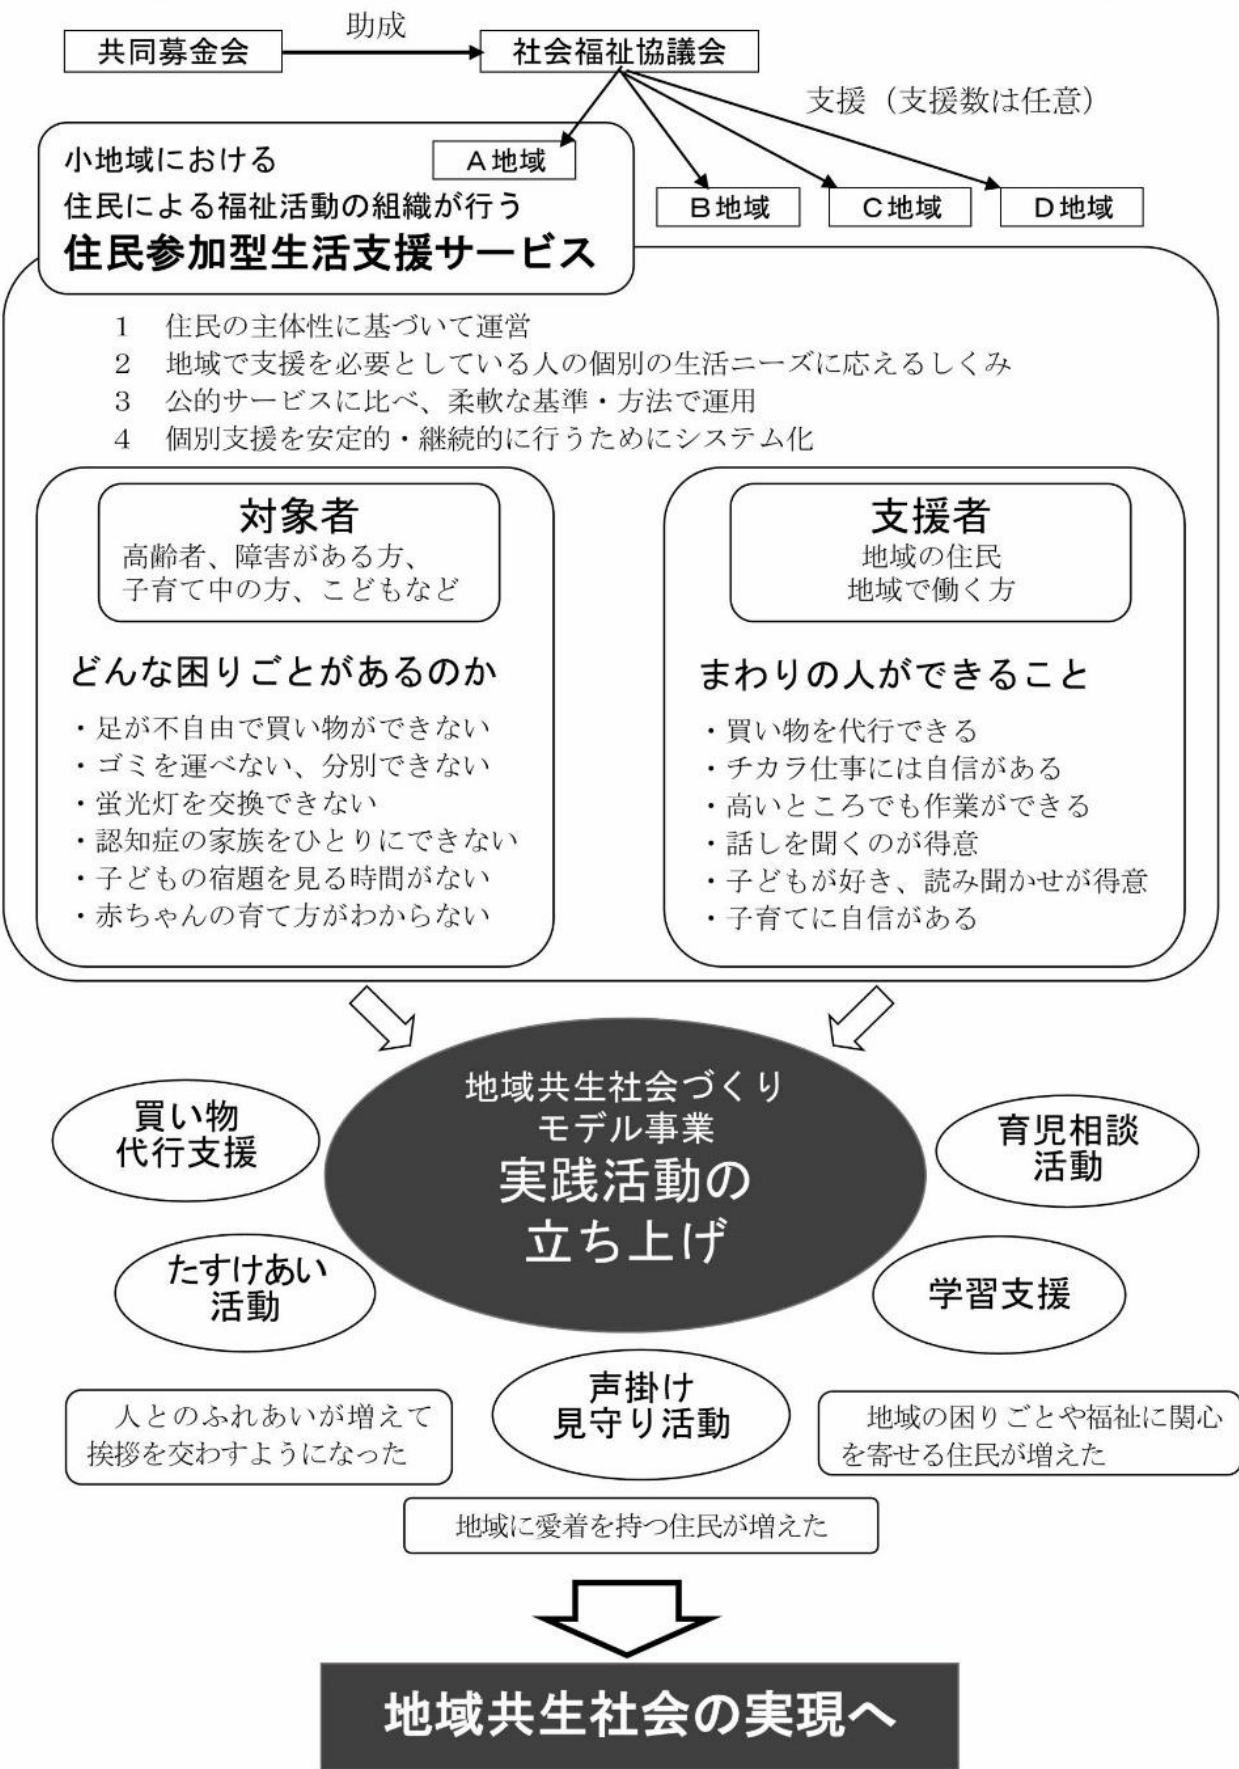 助成
共同募金会
社会福祉協議会
支援（支援数は任意）
小地域における
A地域
住民による福祉活動の組織が行う
B地域
C地域
D地域
住民参加型生活支援サービス
1　住民の主体性に基づいて運営
2　地域で支援を必要としている人の個別の生活ニーズに応えるしくみ
3　公的サービスに比べ、柔軟な基準・方法で運用
4　個別支援を安定的・継続的に行うためにシステム化
対象者
高齢者、障害がある方、
子育て中の方、こどもなど
どんな困りごとがあるのか
・足が不自由で買い物ができない
・ゴミを運べない、分別できない
・蛍光灯を交換できない
・認知症の家族をひとりにできない
・子どもの宿題を見る時間がない
・赤ちゃんの育て方がわからない
支援者
地域の住民
地域で働く方
まわりの人ができること
・買い物を代行できる
・チカラ仕事には自信がある
・高いところでも作業ができる
・話しを聞くのが得意
・子どもが好き、読み聞かせが得意
・子育てに自信がある
地域共生社会づくり
モデル事業
実践活動の
立ち上げ
買い物
代行支援
育児相談
活動
たすけあい
活動
学習支援
声掛け
見守り活動
人とのふれあいが増えて
挨拶を交わすようになった
地域の困りごとや福祉に関心
を寄せる住民が増えた
地域に愛着を持つ住民が増えた
地域共生社会の実現へ